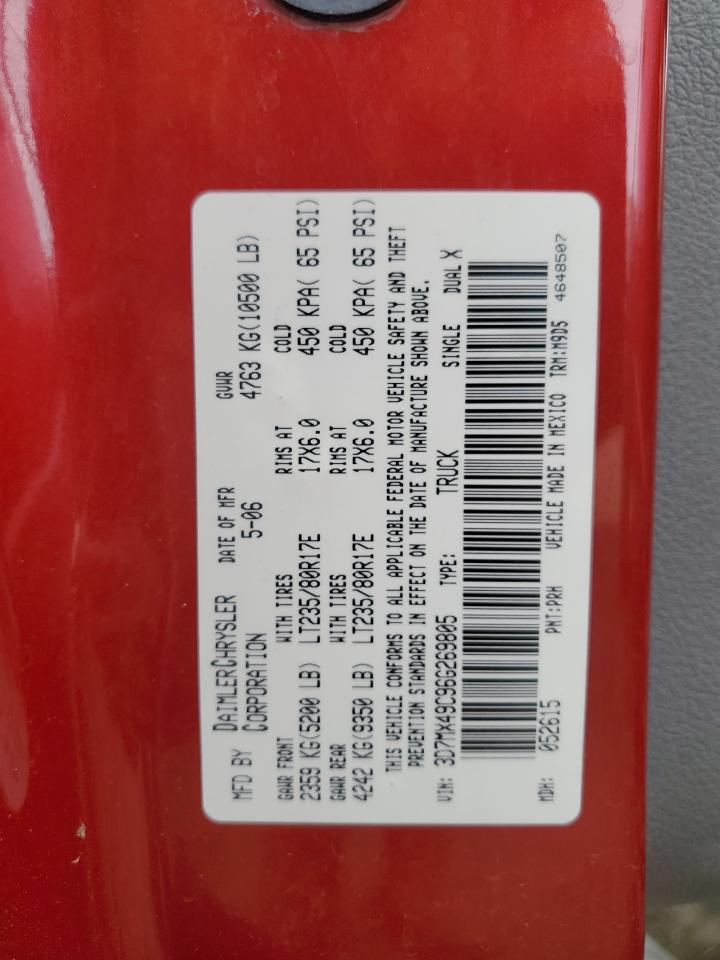 MFD BY DAIMLERCHRYSLER CORPORATION DATE OF MFR 5-06 GVWR 4763 KG(10500 LB)
GAWR FRONT WITH TIRES RIMS AT COLD
2359 KG(5200 LB) LT235/80R17E 17X6.0 450 KPA( 65 PSI)
GAWR REAR WITH TIRES RIMS AT COLD
4242 KG(9350 LB) LT235/80R17E 17X6.0 450 KPA( 65 PSI)
THIS VEHICLE CONFORMS TO ALL APPLICABLE FEDERAL MOTOR VEHICLE SAFETY AND THEFT
PREVENTION STANDARDS IN EFFECT ON THE DATE OF MANUFACTURE SHOWN ABOVE.
VIN: 3D7MX49C96G269805 TYPE: TRUCK SINGLE DUAL X
MDH: 052615 PNT:PRH VEHICLE MADE IN MEXICO TRM:M9D5 4648507